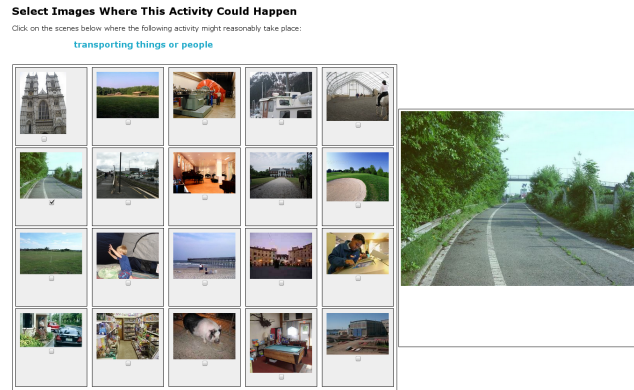 Select Images Where This Activity Could Happen
Click on the scenes below where the following activity might reasonably take place:
transporting things or people